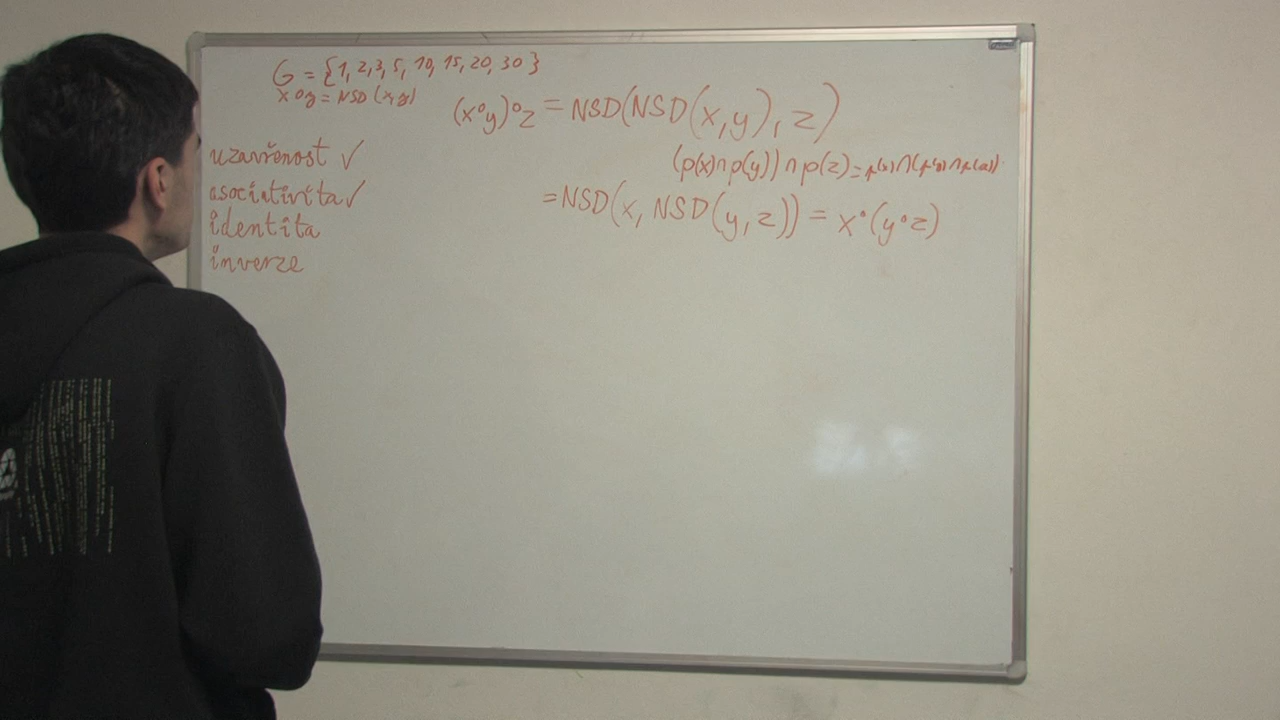 G = {1, 2, 3, 5, 10, 15, 20, 30}
x∘y = NSD(x,y)
(x∘y)∘z = NSD(NSD(x,y), z)
uzavřenost ✓
(p(x)∩p(y))∩p(z) =
asociativita ✓
= NSD(x, NSD(y,z)) = x∘(y∘z)
identita
inverze